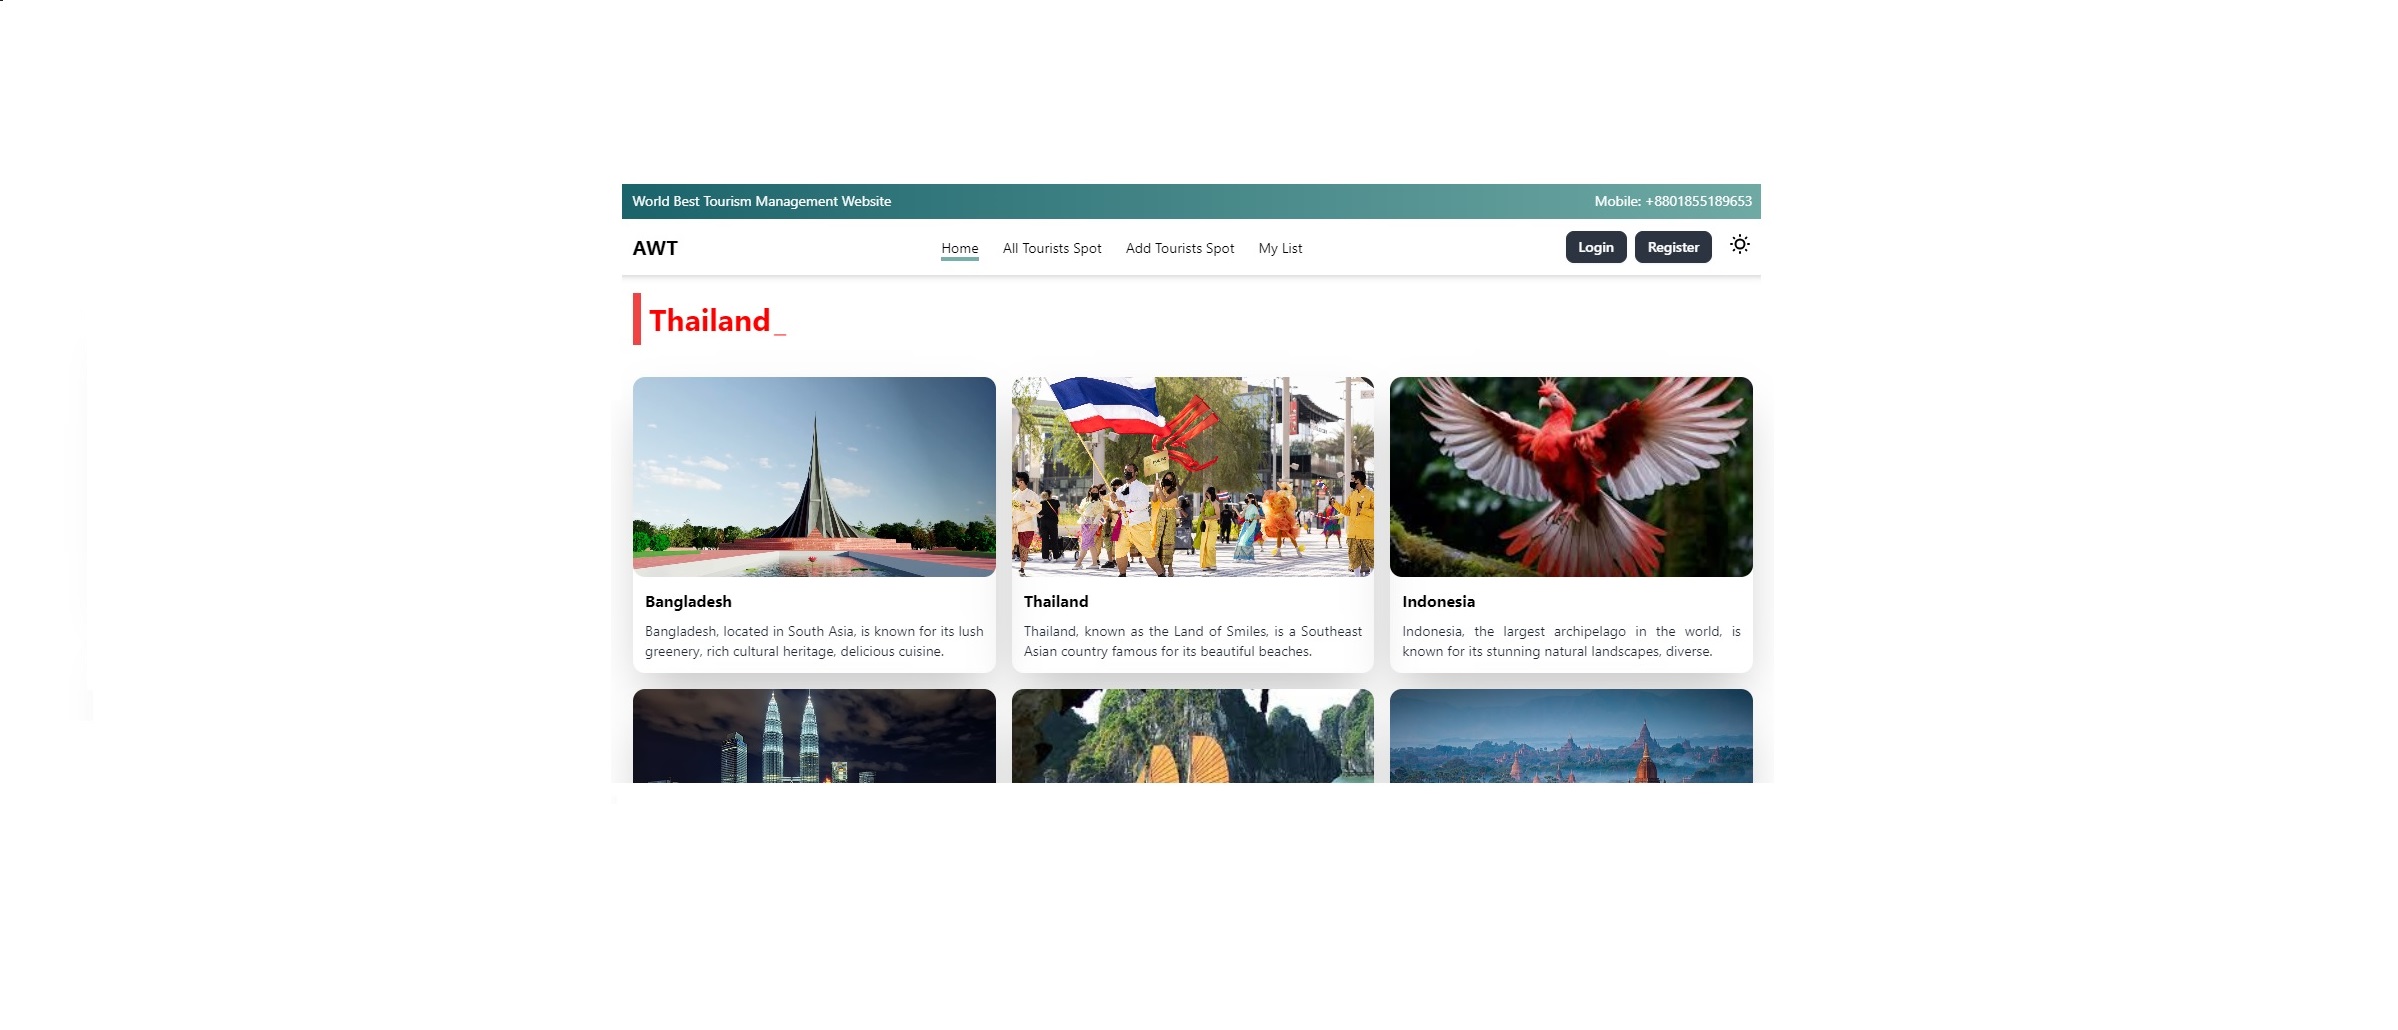 World Best Tourism Management Website
Mobile: +8801855189653
AWT
Home
All Tourists Spot
Add Tourists Spot
My List
Login
Register
Thailand_
Bangladesh
Bangladesh, located in South Asia, is known for its lush
greenery, rich cultural heritage, delicious cuisine.
Thailand
Thailand, known as the Land of Smiles, is a Southeast
Asian country famous for its beautiful beaches.
Indonesia
Indonesia, the largest archipelago in the world, is
known for its stunning natural landscapes, diverse.